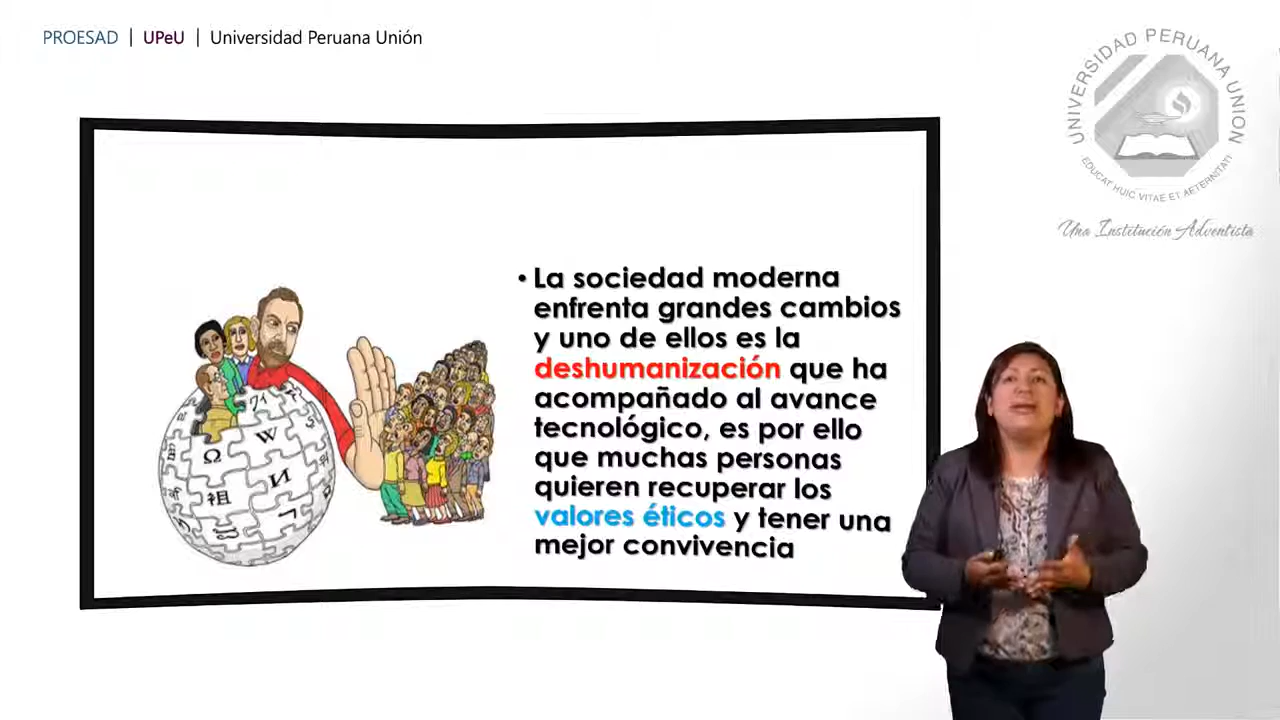 PROESAD | UPeU | Universidad Peruana Unión
UNIVERSIDAD PERUANA UNION
EDUCAT HUIC VITAE ET AETERNITATI
Una Institución Adventista
• La sociedad moderna
enfrenta grandes cambios
y uno de ellos es la
deshumanización que ha
acompañado al avance
tecnológico, es por ello
que muchas personas
quieren recuperar los
valores éticos y tener una
mejor convivencia
W
Ω
И
祖